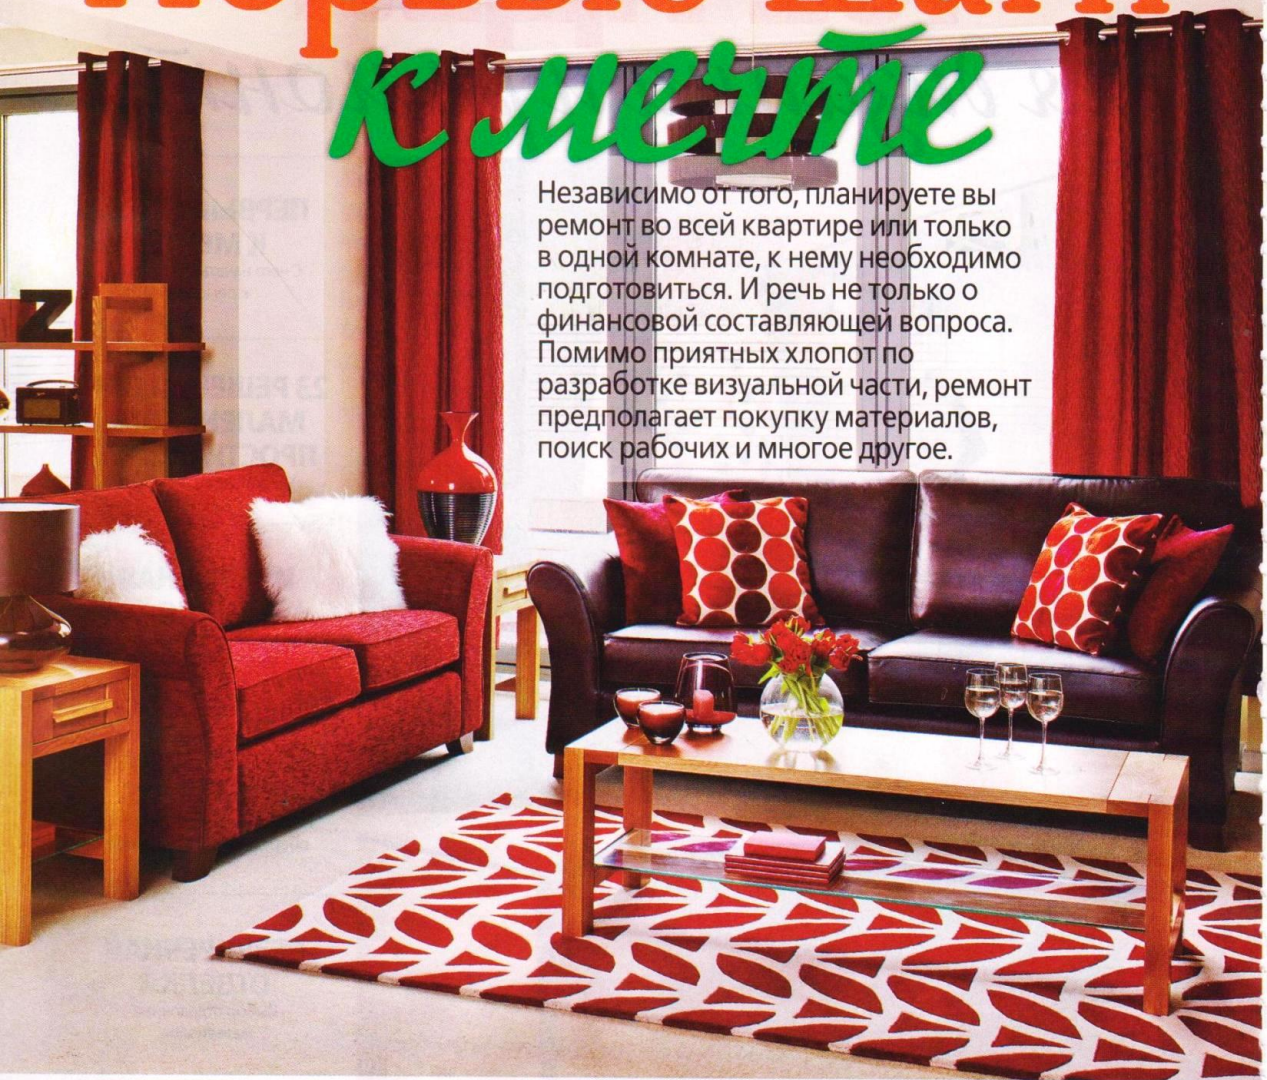 Первые шаги
к мечте
Независимо от того, планируете вы
ремонт во всей квартире или только
в одной комнате, к нему необходимо
подготовиться. И речь не только о
финансовой составляющей вопроса.
Помимо приятных хлопот по
разработке визуальной части, ремонт
предполагает покупку материалов,
поиск рабочих и многое другое.
Z